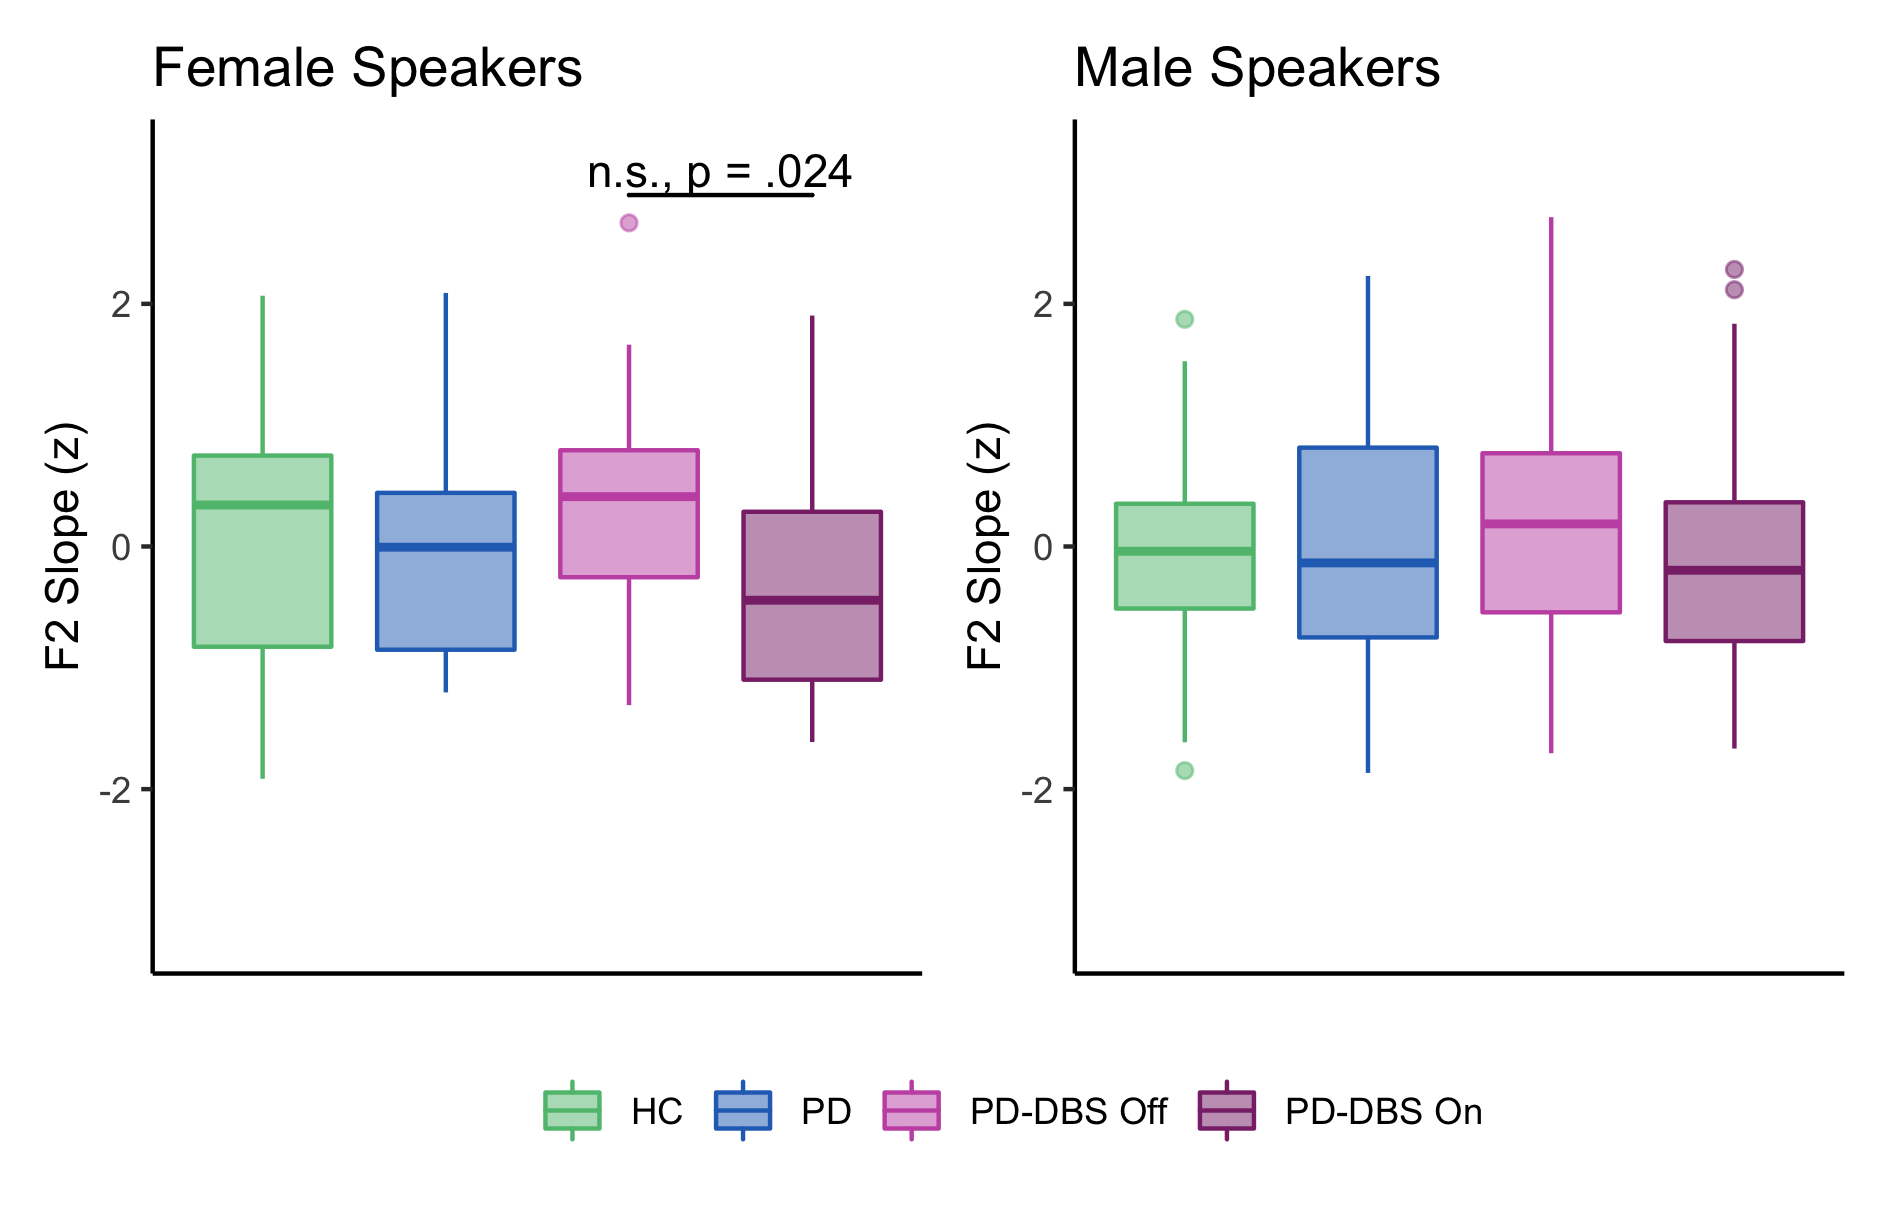 Female Speakers
n.s., p = .024
F2 Slope (z)
2
0
-2
Male Speakers
F2 Slope (z)
2
0
-2
HC PD PD-DBS Off PD-DBS On